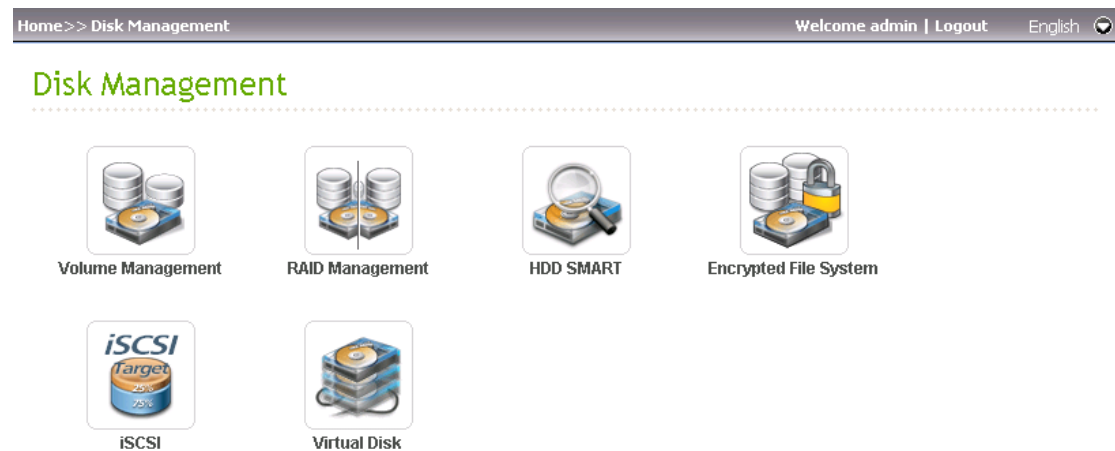 Home>> Disk Management
Welcome admin | Logout
English
Disk Management
Volume Management
RAID Management
HDD SMART
Encrypted File System
iSCSI
Target
25%
75%
iSCSI
Virtual Disk